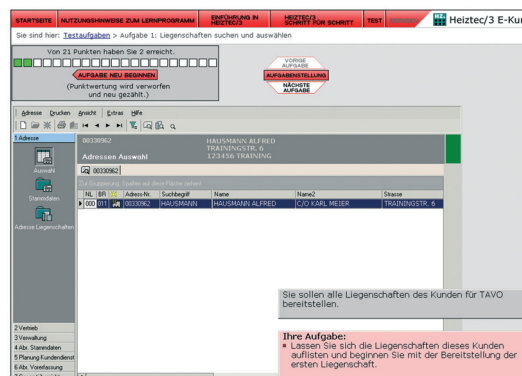 STARTSEITE
NUTZUNGSHINWEISE ZUM LERNPROGRAMM
EINFÜHRUNG IN HEIZTEC/3
HEIZTEC/3 SCHRITT FÜR SCHRITT
TEST
Heiztec/3 E-Kur
Sie sind hier: Testaufgaben > Aufgabe 1: Liegenschaften suchen und auswählen
Von 21 Punkten haben Sie 2 erreicht.
AUFGABE NEU BEGINNEN
(Punktwertung wird verworfen
und neu gezählt.)
VORIGE
AUFGABE
AUFGABENSTELLUNG
NÄCHSTE
AUFGABE
Adresse Drucken Ansicht Extras Hilfe
1 Adresse
Auswahl
Stammdaten
Adresse Liegenschaften
2 Vertrieb
3 Verwaltung
4 Abr. Stammdaten
5 Planung Kundendienst
6 Abr. Vorerfassung
00330962
HAUSMANN ALFRED
TRAININGSTR. 6
Adressen Auswahl
123456 TRAINING
00330962
NL BR Adress-Nr. Suchbegriff Name Name2 Strasse
000 011 00330962 HAUSMANN HAUSMANN ALFRED C/O KARL MEIER TRAININGSTR. 6
Sie sollen alle Liegenschaften des Kunden für TAVO
bereitstellen.
Ihre Aufgabe:
Lassen Sie sich die Liegenschaften dieses Kunden
auflisten und beginnen Sie mit der Bereitstellung der
ersten Liegenschaft.